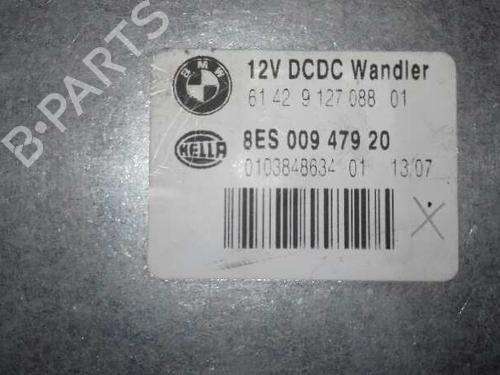 B-PARTS
BMW
12V DCDC Wandler
61 42 9 127 088 01
HELLA
8ES 009 479 20
0103848634 01 13/07
X